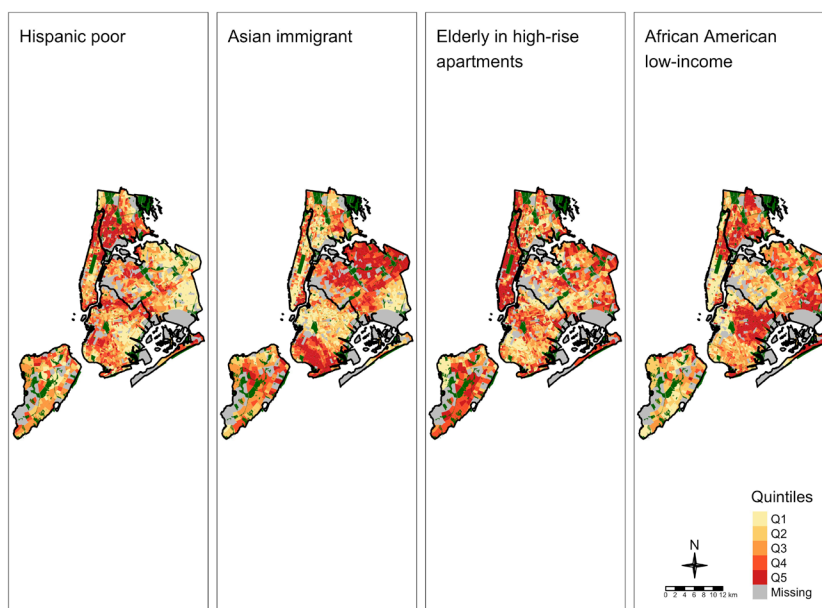 Hispanic poor
Asian immigrant
Elderly in high-rise
apartments
African American
low-income
Quintiles
Q1
Q2
Q3
Q4
Q5
Missing
N
0 2 4 6 8 10 12 km